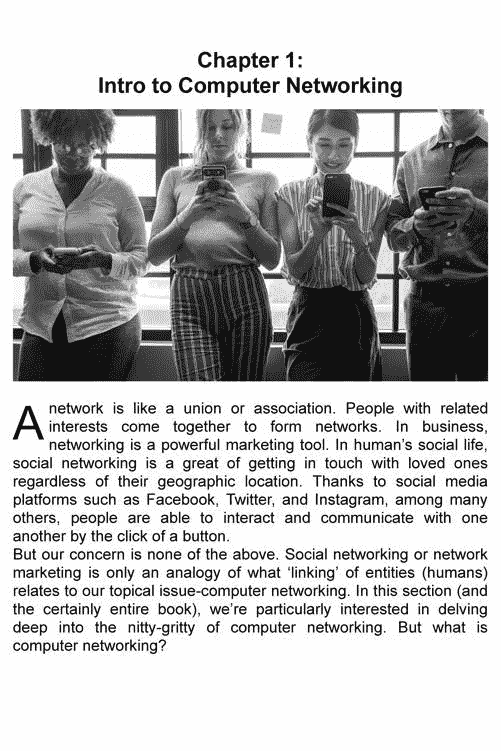 Chapter 1:
Intro to Computer Networking
A network is like a union or association. People with related
interests come together to form networks. In business,
networking is a powerful marketing tool. In human's social life,
social networking is a great of getting in touch with loved ones
regardless of their geographic location. Thanks to social media
platforms such as Facebook, Twitter, and Instagram, among many
others, people are able to interact and communicate with one
another by the click of a button.
But our concern is none of the above. Social networking or network
marketing is only an analogy of what ‘linking’ of entities (humans)
relates to our topical issue-computer networking. In this section (and
the certainly entire book), we’re particularly interested in delving
deep into the nitty-gritty of computer networking. But what is
computer networking?